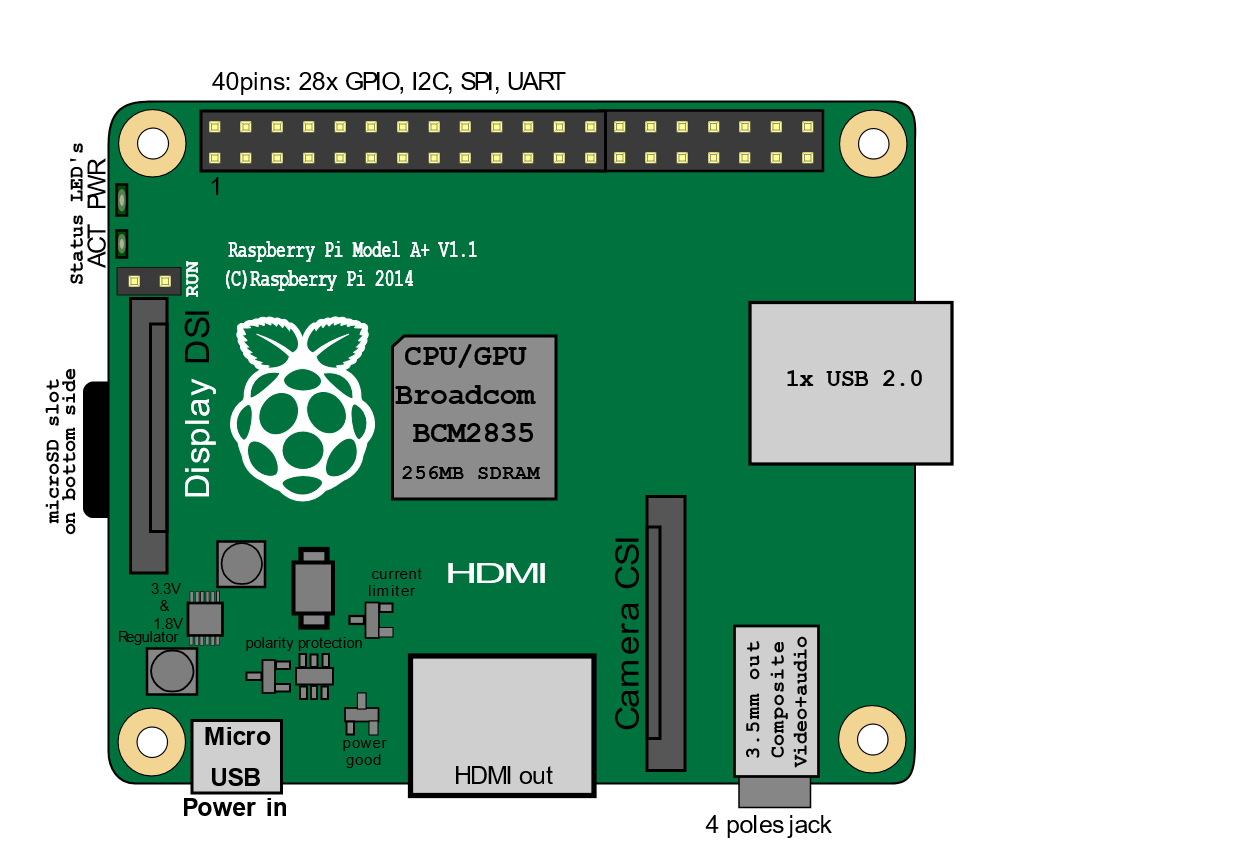 40pins: 28x GPIO, I2C, SPI, UART
1
Status LED's
ACT PWR
RUN
Raspberry Pi Model A+ V1.1
(C)Raspberry Pi 2014
Display DSI
CPU/GPU
Broadcom
BCM2835
256MB SDRAM
1x USB 2.0
microSD slot
on bottom side
HDMI
Camera CSI
current
limiter
3.3V
&
1.8V
Regulator
polarity protection
power
good
Micro
USB
Power in
HDMI out
3.5mm out
Composite
Video+audio
4 poles jack